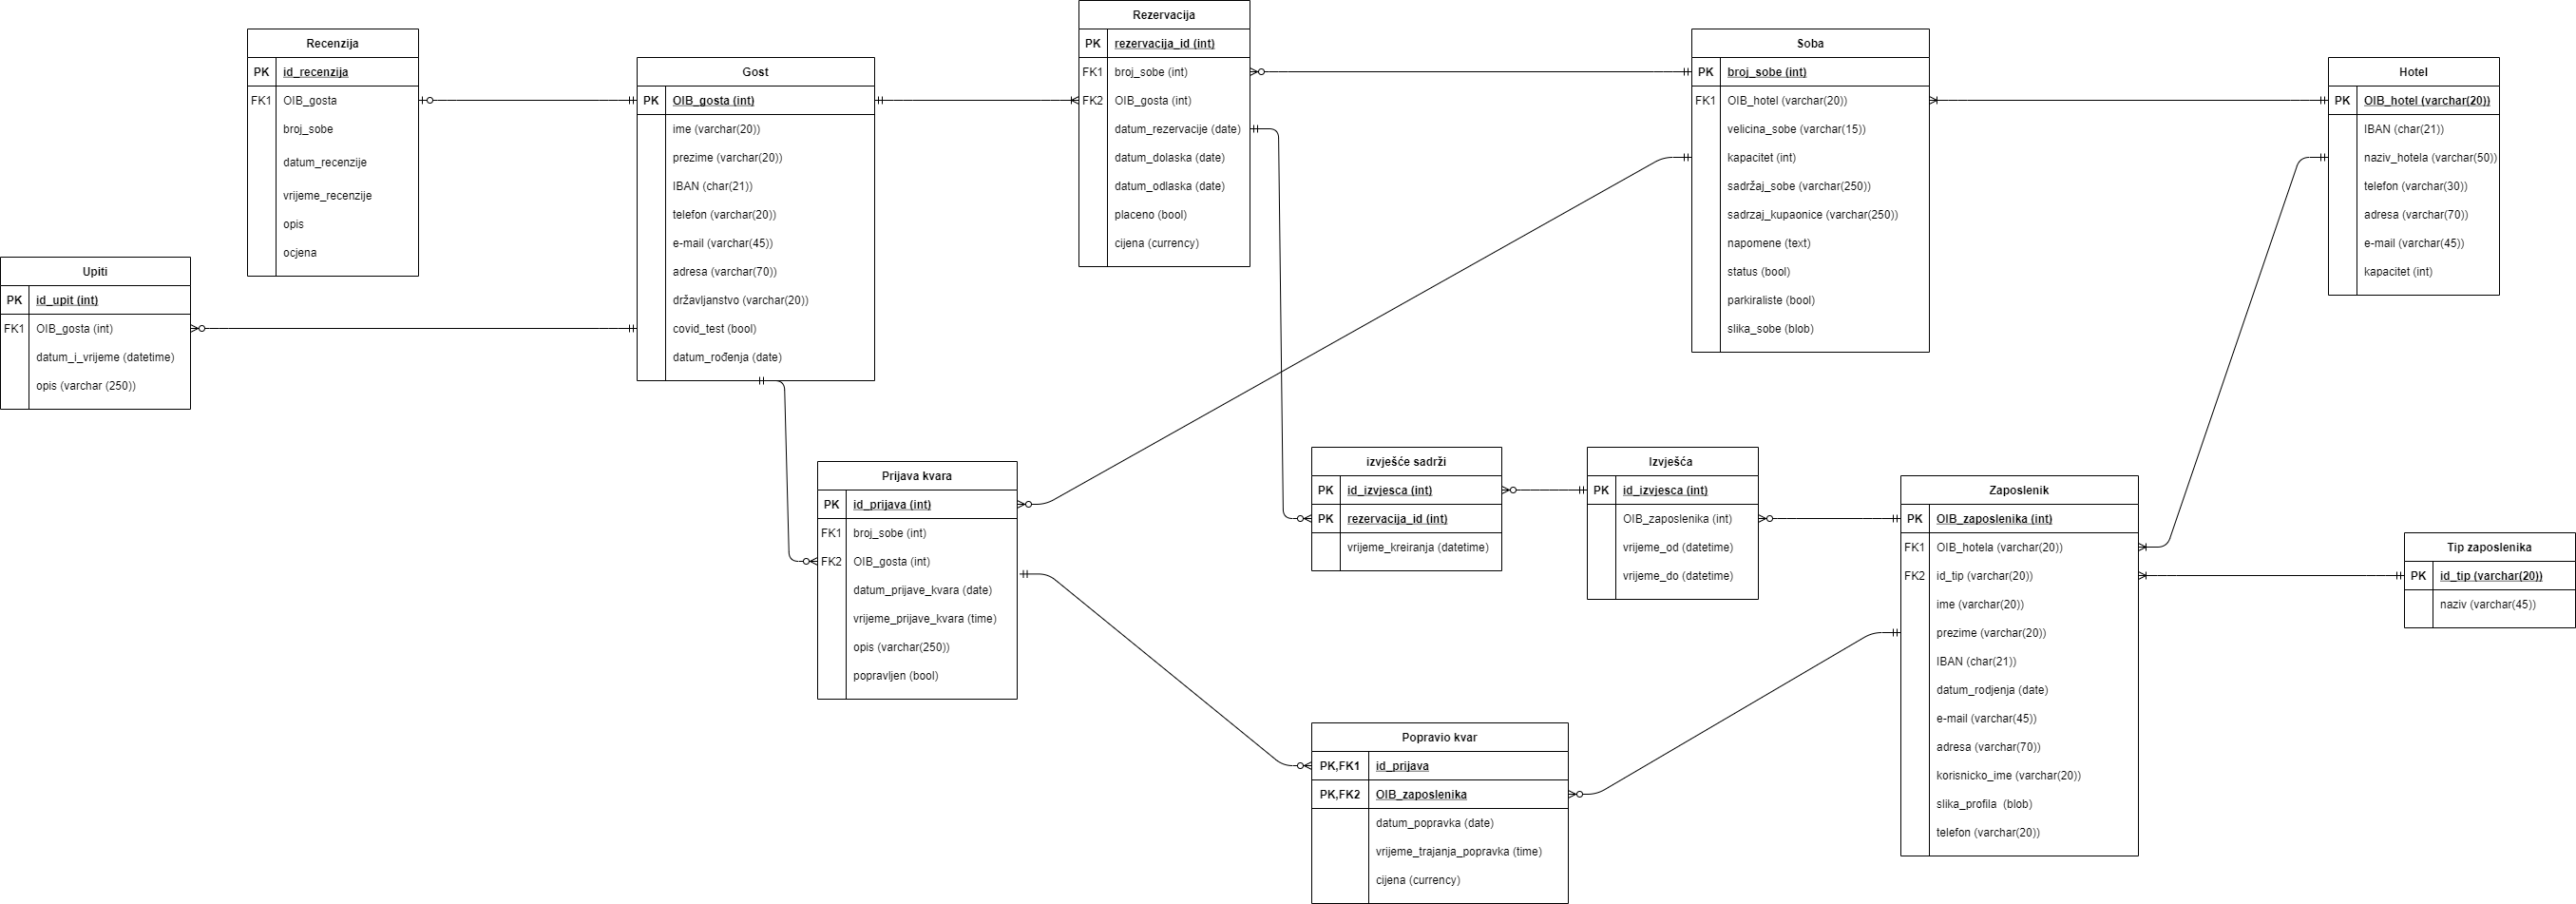 Rezervacija
PK rezervacija_id (int)
FK1 broj_sobe (int)
FK2 OIB_gosta (int)
datum_rezervacije (date)
datum_dolaska (date)
datum_odlaska (date)
placeno (bool)
cijena (currency)
Recenzija
PK id_recenzija
FK1 OIB_gosta
broj_sobe
datum_recenzije
vrijeme_recenzije
opis
ocjena
Soba
PK broj_sobe (int)
FK1 OIB_hotel (varchar(20))
velicina_sobe (varchar(15))
kapacitet (int)
sadržaj_sobe (varchar(250))
sadrzaj_kupaonice (varchar(250))
napomene (text)
status (bool)
parkiraliste (bool)
slika_sobe (blob)
Gost
PK OIB_gosta (int)
ime (varchar(20))
prezime (varchar(20))
IBAN (char(21))
telefon (varchar(20))
e-mail (varchar(45))
adresa (varchar(70))
državljanstvo (varchar(20))
covid_test (bool)
datum_rođenja (date)
Hotel
PK OIB_hotel (varchar(20))
IBAN (char(21))
naziv_hotela (varchar(50))
telefon (varchar(30))
adresa (varchar(70))
e-mail (varchar(45))
kapacitet (int)
Upiti
PK id_upit (int)
FK1 OIB_gosta (int)
datum_i_vrijeme (datetime)
opis (varchar (250))
izvješće sadrži
PK id_izvjesca (int)
PK rezervacija_id (int)
vrijeme_kreiranja (datetime)
Izvješća
PK id_izvjesca (int)
OIB_zaposlenika (int)
vrijeme_od (datetime)
vrijeme_do (datetime)
Prijava kvara
PK id_prijava (int)
FK1 broj_sobe (int)
FK2 OIB_gosta (int)
datum_prijave_kvara (date)
vrijeme_prijave_kvara (time)
opis (varchar(250))
popravljen (bool)
Zaposlenik
PK OIB_zaposlenika (int)
FK1 OIB_hotela (varchar(20))
FK2 id_tip (varchar(20))
ime (varchar(20))
prezime (varchar(20))
IBAN (char(21))
datum_rodjenja (date)
e-mail (varchar(45))
adresa (varchar(70))
korisnicko_ime (varchar(20))
slika_profila (blob)
telefon (varchar(20))
Tip zaposlenika
PK id_tip (varchar(20))
naziv (varchar(45))
Popravio kvar
PK,FK1 id_prijava
PK,FK2 OIB_zaposlenika
datum_popravka (date)
vrijeme_trajanja_popravka (time)
cijena (currency)